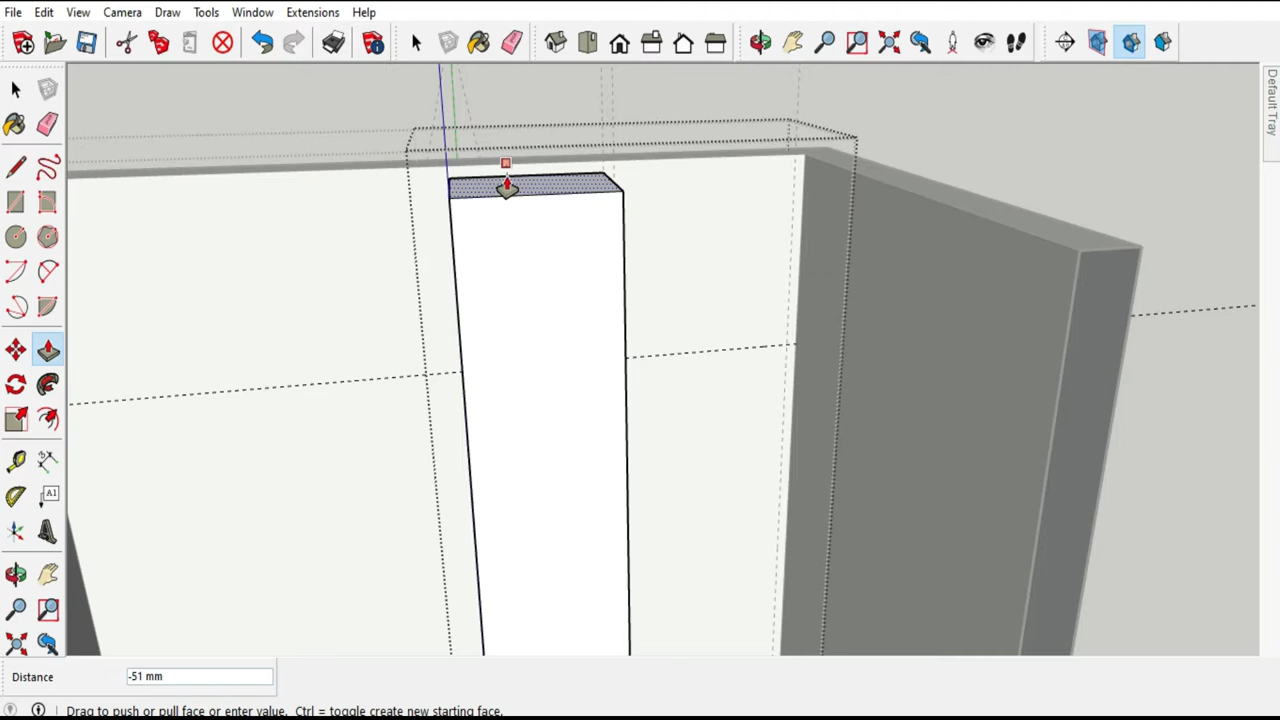 File Edit View Camera Draw Tools Window Extensions Help
Default Tray
A1
Distance -51 mm
Drag to push or pull face or enter value. Ctrl = toggle create new starting face.